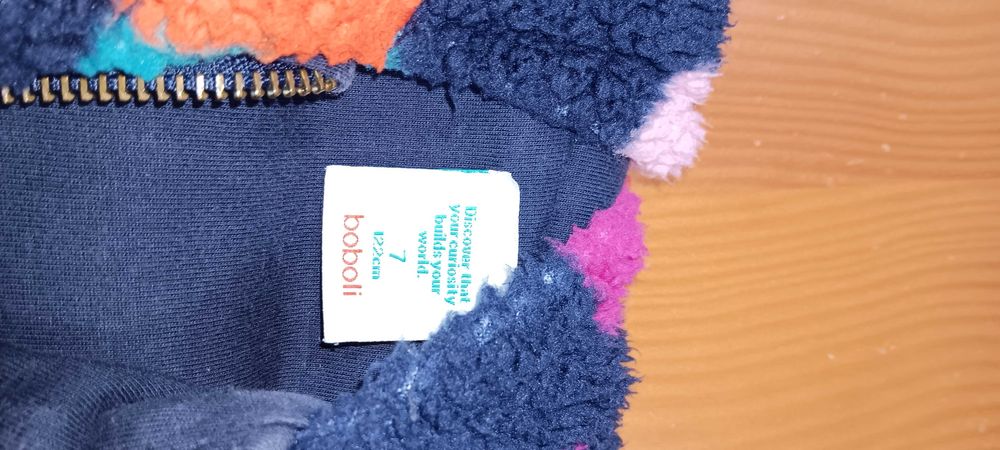 Discover that
your curiosity
builds your
world.
7
122cm
boboli